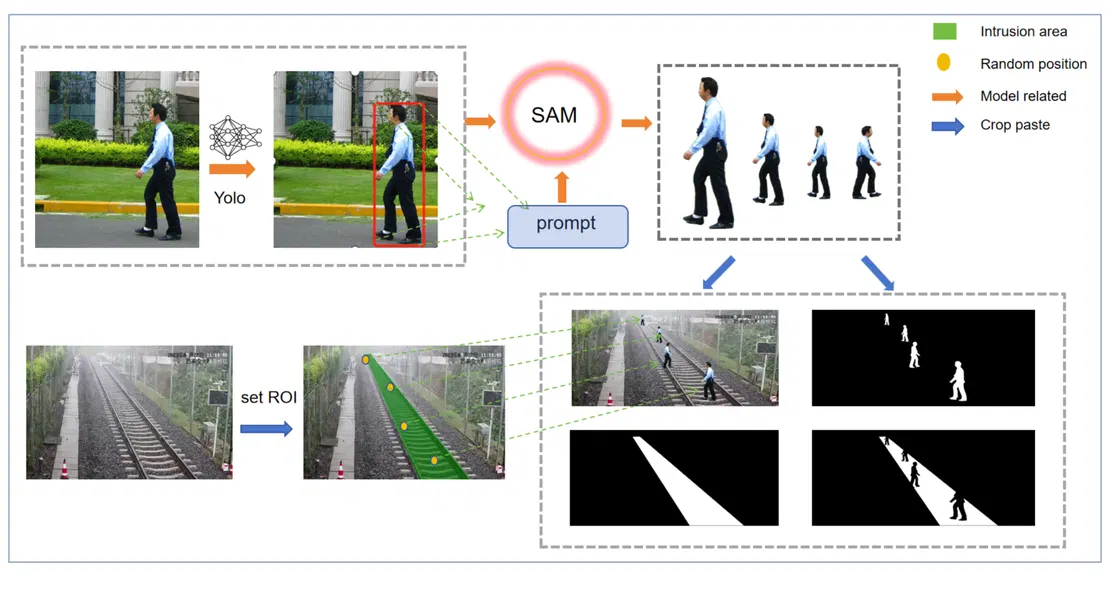 Intrusion area
Random position
Model related
Crop paste
Yolo
SAM
prompt
set ROI